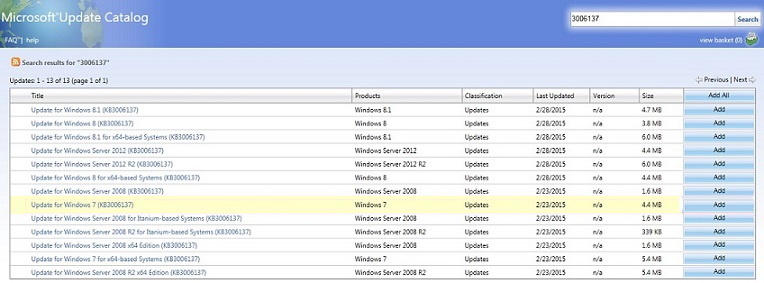 Microsoft® Update Catalog
3006137 Search
FAQ | help
view basket (0)
Search results for "3006137"
Updates: 1 - 13 of 13 (page 1 of 1)
Previous | Next
Title Products Classification Last Updated Version Size Add All
Update for Windows 8.1 (KB3006137) Windows 8.1 Updates 2/28/2015 n/a 4.7 MB Add
Update for Windows 8 (KB3006137) Windows 8 Updates 2/28/2015 n/a 3.8 MB Add
Update for Windows 8.1 for x64-based Systems (KB3006137) Windows 8.1 Updates 2/28/2015 n/a 6.0 MB Add
Update for Windows Server 2012 (KB3006137) Windows Server 2012 Updates 2/28/2015 n/a 4.4 MB Add
Update for Windows Server 2012 R2 (KB3006137) Windows Server 2012 R2 Updates 2/28/2015 n/a 6.0 MB Add
Update for Windows 8 for x64-based Systems (KB3006137) Windows 8 Updates 2/28/2015 n/a 4.4 MB Add
Update for Windows Server 2008 (KB3006137) Windows Server 2008 Updates 2/23/2015 n/a 1.6 MB Add
Update for Windows 7 (KB3006137) Windows 7 Updates 2/23/2015 n/a 4.4 MB Add
Update for Windows Server 2008 for Itanium-based Systems (KB3006137) Windows Server 2008 Updates 2/23/2015 n/a 1.6 MB Add
Update for Windows Server 2008 R2 for Itanium-based Systems (KB3006137) Windows Server 2008 R2 Updates 2/23/2015 n/a 339 KB Add
Update for Windows Server 2008 x64 Edition (KB3006137) Windows Server 2008 Updates 2/23/2015 n/a 1.6 MB Add
Update for Windows 7 for x64-based Systems (KB3006137) Windows 7 Updates 2/23/2015 n/a 5.4 MB Add
Update for Windows Server 2008 R2 x64 Edition (KB3006137) Windows Server 2008 R2 Updates 2/23/2015 n/a 5.4 MB Add